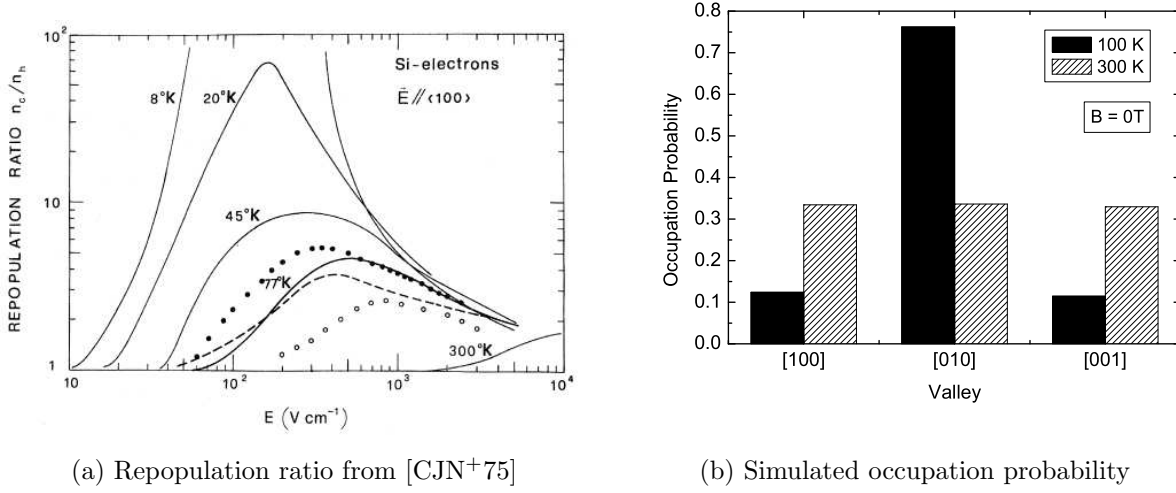 10²
10
1
REPOPULATION RATIO n_c/n_h
8°K
20°K
45°K
77°K
300°K
Si-electrons
Ē//⟨100⟩
10
10²
10³
10⁴
E (V cm⁻¹)
(a) Repopulation ratio from [CJN⁺75]
0.8
0.7
0.6
0.5
0.4
0.3
0.2
0.1
0.0
Occupation Probability
100 K
300 K
B = 0T
[100]
[010]
[001]
Valley
(b) Simulated occupation probability